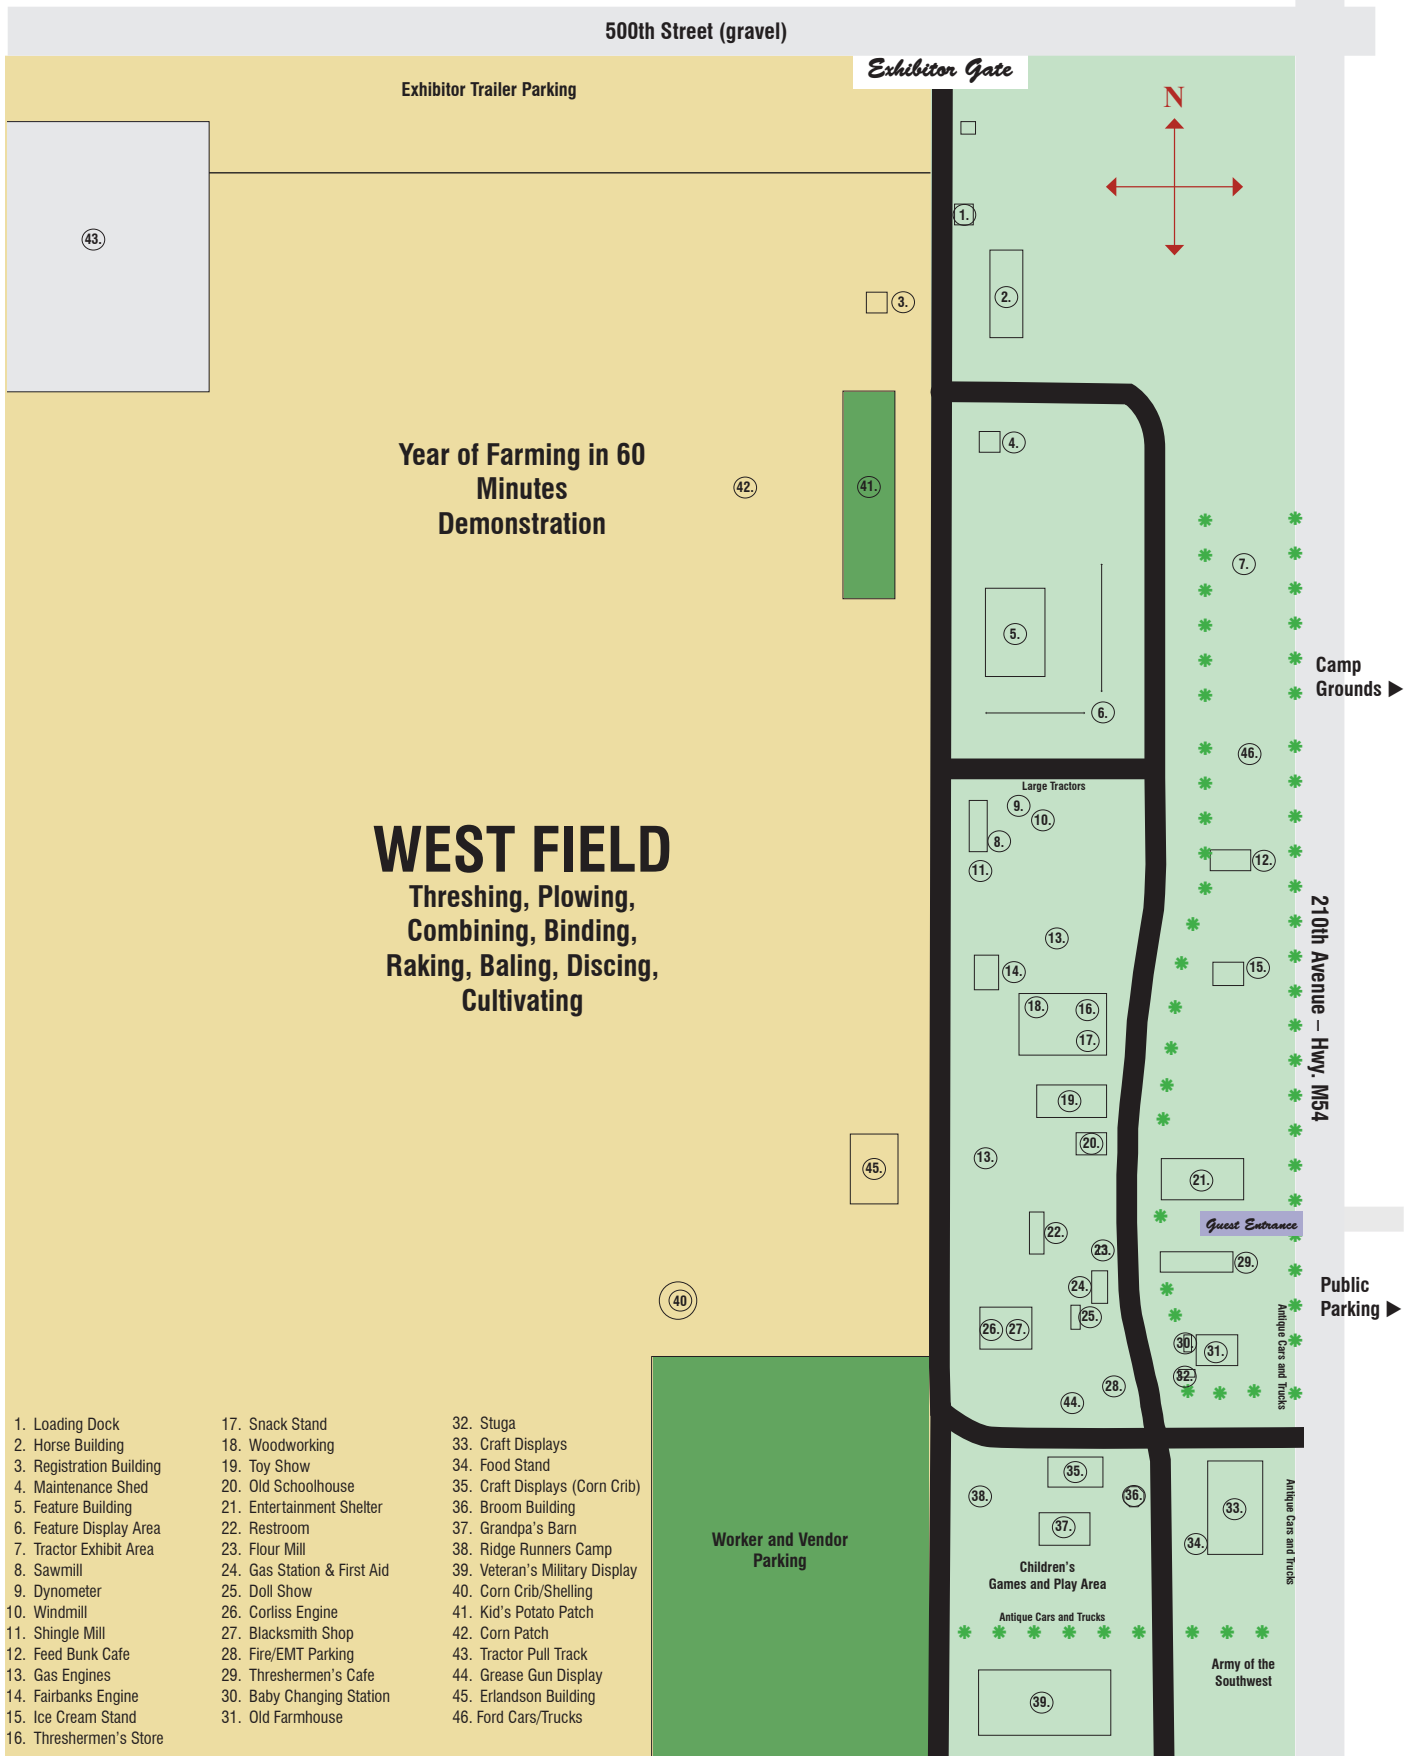 500th Street (gravel)
Exhibitor Gate
Exhibitor Trailer Parking
N
1.
43.
2.
3.
4.
Year of Farming in 60
Minutes
Demonstration
42.
41.
7.
5.
Camp
Grounds ▶
6.
46.
Large Tractors
9.
10.
8.
11.
12.
WEST FIELD
Threshing, Plowing,
Combining, Binding,
Raking, Baling, Discing,
Cultivating
210th Avenue – Hwy. M54
13.
14.
15.
18.
16.
17.
19.
20.
13.
45.
21.
Guest Entrance
22.
23.
29.
24.
40
25.
Public
Parking ▶
26.
27.
30.
31.
32.
28.
44.
Antique Cars and Trucks
35.
38.
36.
33.
37.
34.
Antique Cars and Trucks
Worker and Vendor
Parking
Children's
Games and Play Area
Antique Cars and Trucks
Army of the
Southwest
39.
1. Loading Dock
2. Horse Building
3. Registration Building
4. Maintenance Shed
5. Feature Building
6. Feature Display Area
7. Tractor Exhibit Area
8. Sawmill
9. Dynometer
10. Windmill
11. Shingle Mill
12. Feed Bunk Cafe
13. Gas Engines
14. Fairbanks Engine
15. Ice Cream Stand
16. Threshermen's Store
17. Snack Stand
18. Woodworking
19. Toy Show
20. Old Schoolhouse
21. Entertainment Shelter
22. Restroom
23. Flour Mill
24. Gas Station & First Aid
25. Doll Show
26. Corliss Engine
27. Blacksmith Shop
28. Fire/EMT Parking
29. Threshermen's Cafe
30. Baby Changing Station
31. Old Farmhouse
32. Stuga
33. Craft Displays
34. Food Stand
35. Craft Displays (Corn Crib)
36. Broom Building
37. Grandpa's Barn
38. Ridge Runners Camp
39. Veteran's Military Display
40. Corn Crib/Shelling
41. Kid's Potato Patch
42. Corn Patch
43. Tractor Pull Track
44. Grease Gun Display
45. Erlandson Building
46. Ford Cars/Trucks